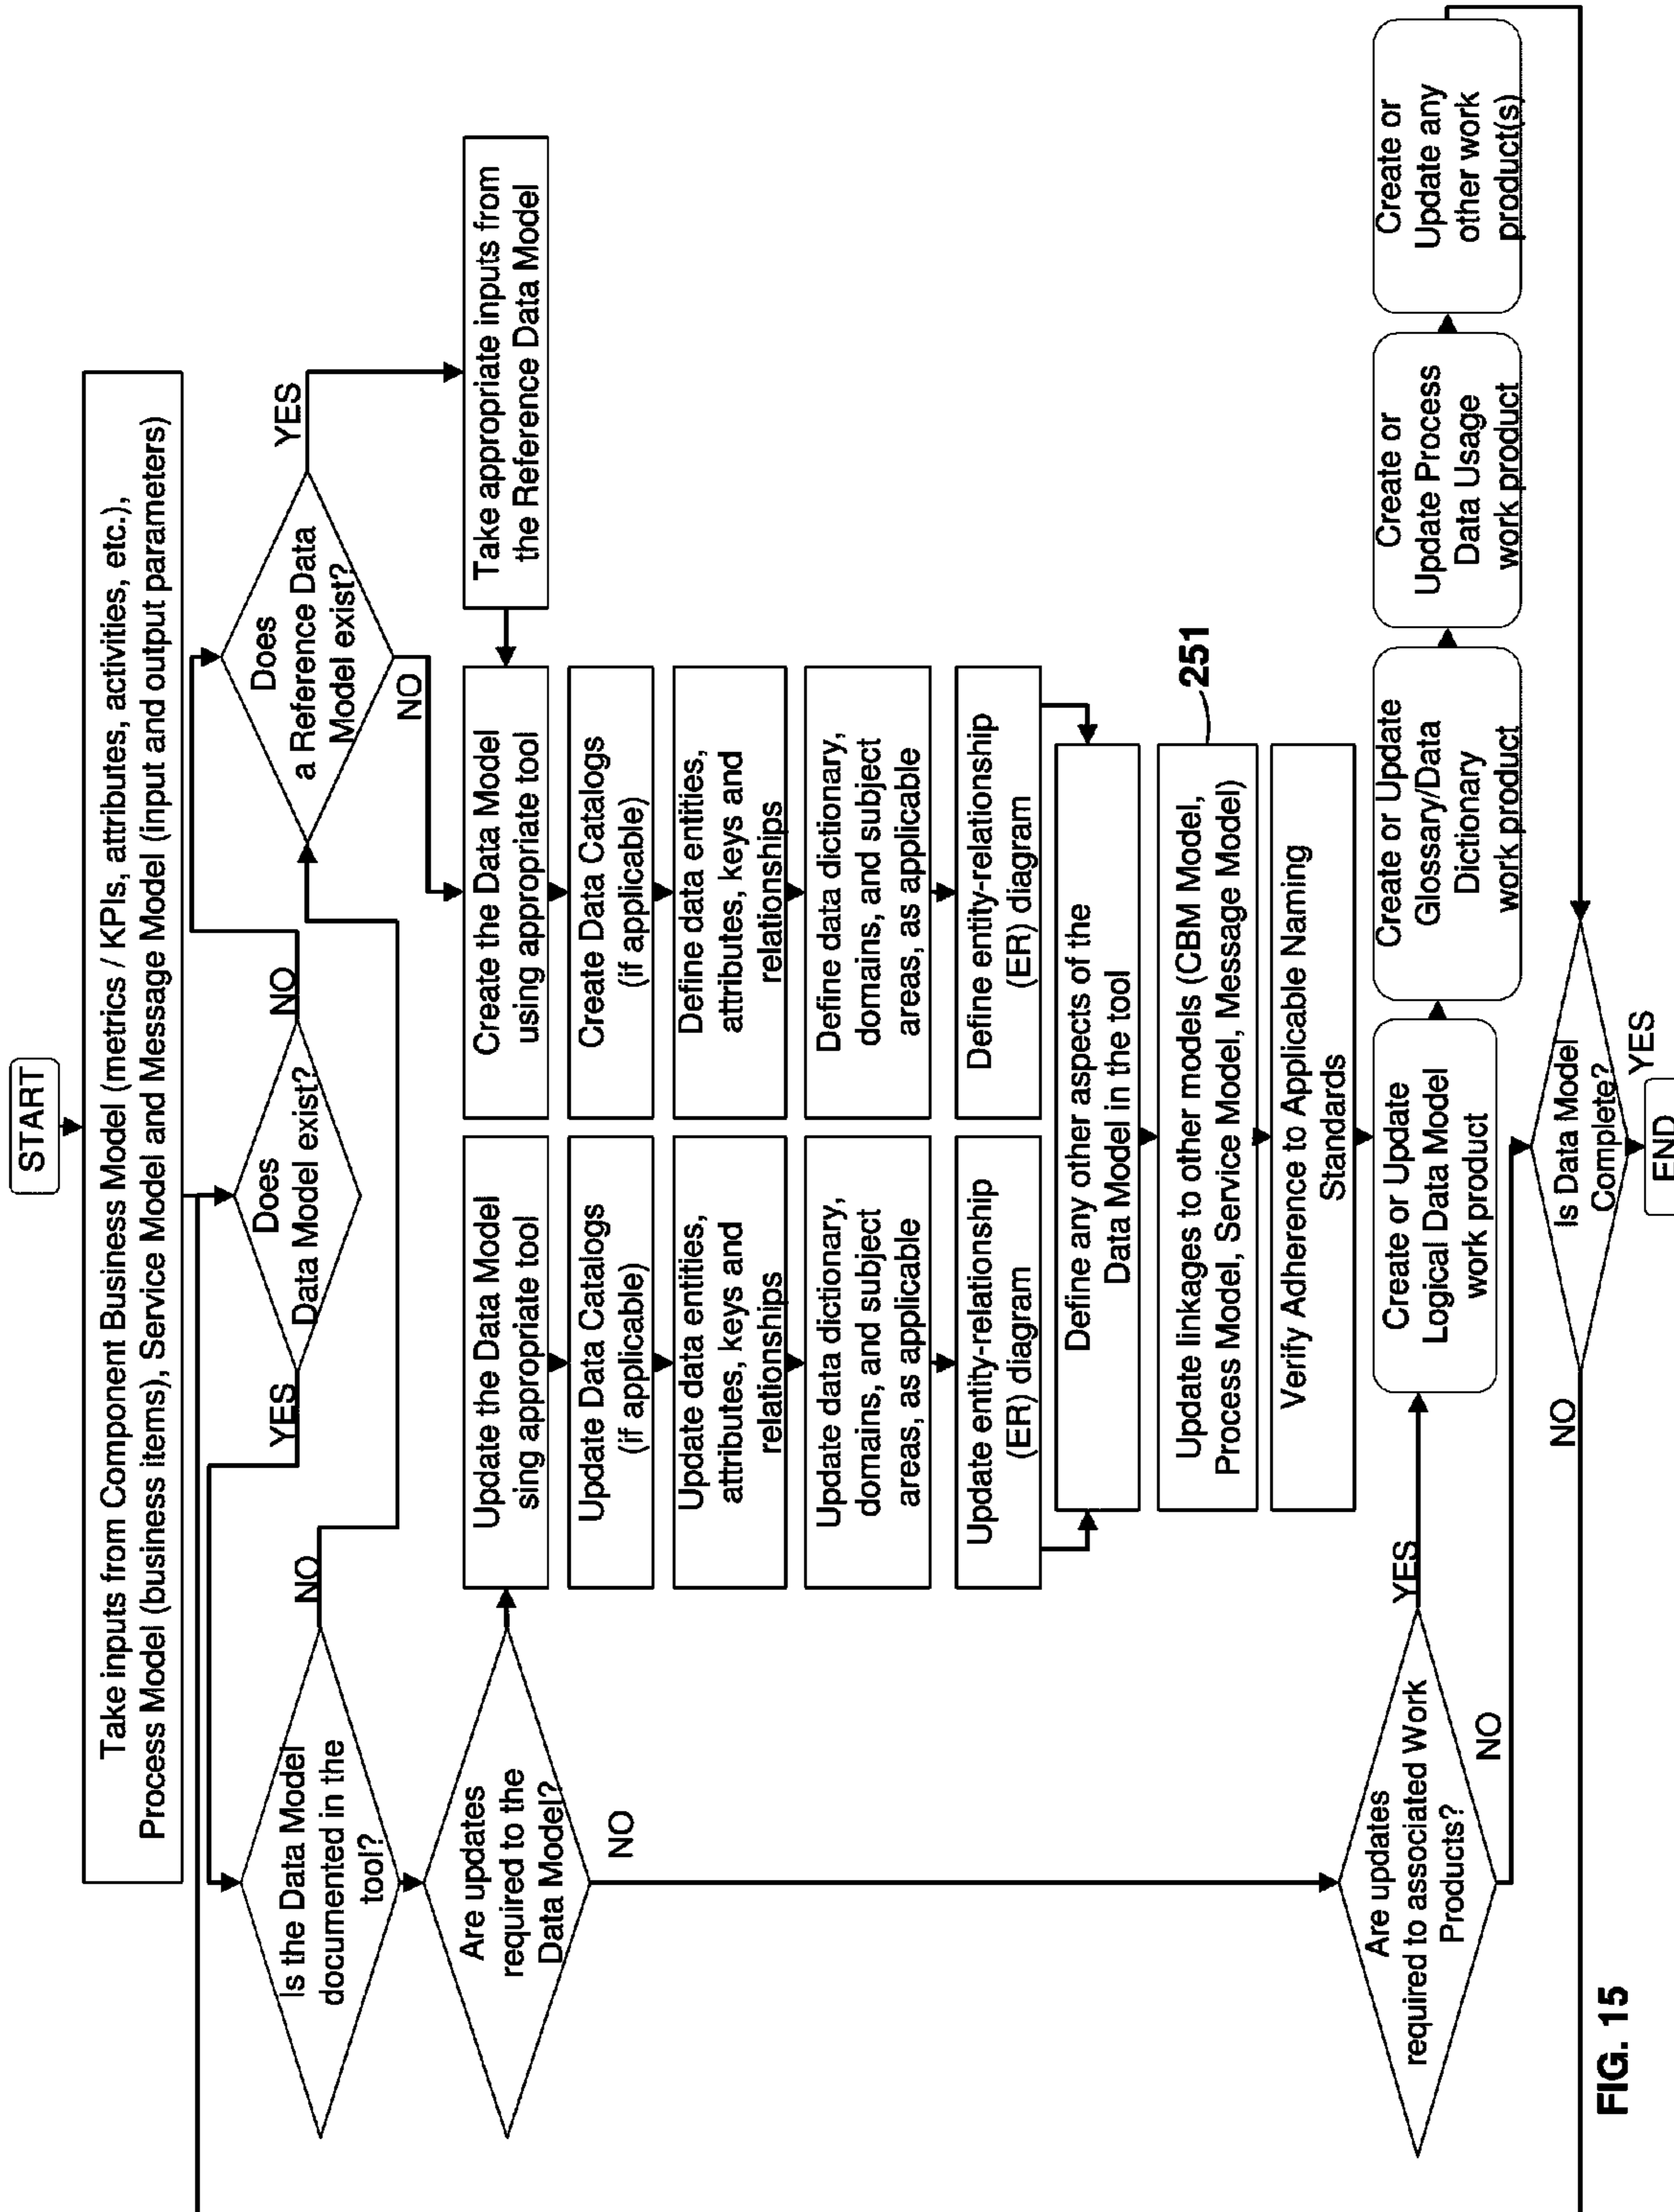 START
Take inputs from Component Business Model (metrics / KPIs, attributes, activities, etc.),
Process Model (business items), Service Model and Message Model (input and output parameters)
Does
Data Model exist?
YES
NO
Does
a Reference Data
Model exist?
YES
NO
Is the Data Model
documented in the
tool?
NO
Are updates
required to the
Data Model?
NO
Take appropriate inputs from
the Reference Data Model
Update the Data Model
sing appropriate tool
Update Data Catalogs
(if applicable)
Update data entities,
attributes, keys and
relationships
Update data dictionary,
domains, and subject
areas, as applicable
Update entity-relationship
(ER) diagram
Create the Data Model
using appropriate tool
Create Data Catalogs
(if applicable)
Define data entities,
attributes, keys and
relationships
Define data dictionary,
domains, and subject
areas, as applicable
Define entity-relationship
(ER) diagram
Define any other aspects of the
Data Model in the tool
Update linkages to other models (CBM Model,
Process Model, Service Model, Message Model)
251
Verify Adherence to Applicable Naming
Standards
Are updates
required to associated Work
Products?
YES
NO
Create or Update
Logical Data Model
work product
Create or Update
Glossary/Data
Dictionary
work product
Create or
Update Process
Data Usage
work product
Create or
Update any
other work
product(s)
Is Data Model
Complete?
NO
YES
END
FIG. 15